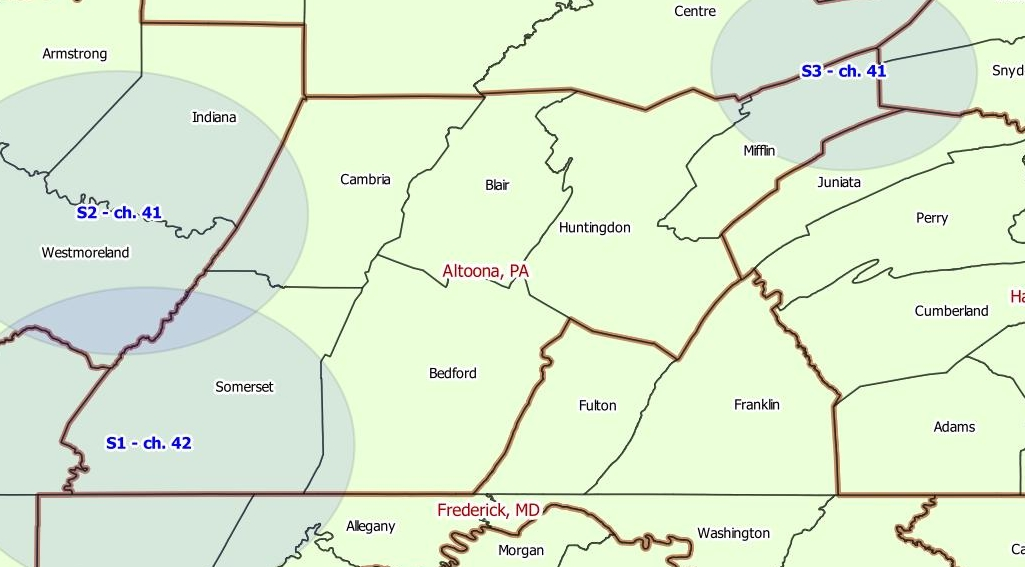 Centre
Armstrong
S3 - ch. 41
Snyd
Indiana
Mifflin
Cambria
Blair
Juniata
S2 - ch. 41
Perry
Huntingdon
Westmoreland
Altoona, PA
Ha
Cumberland
Bedford
Somerset
Fulton
Franklin
Adams
S1 - ch. 42
Frederick, MD
Allegany
Washington
Morgan
Ca